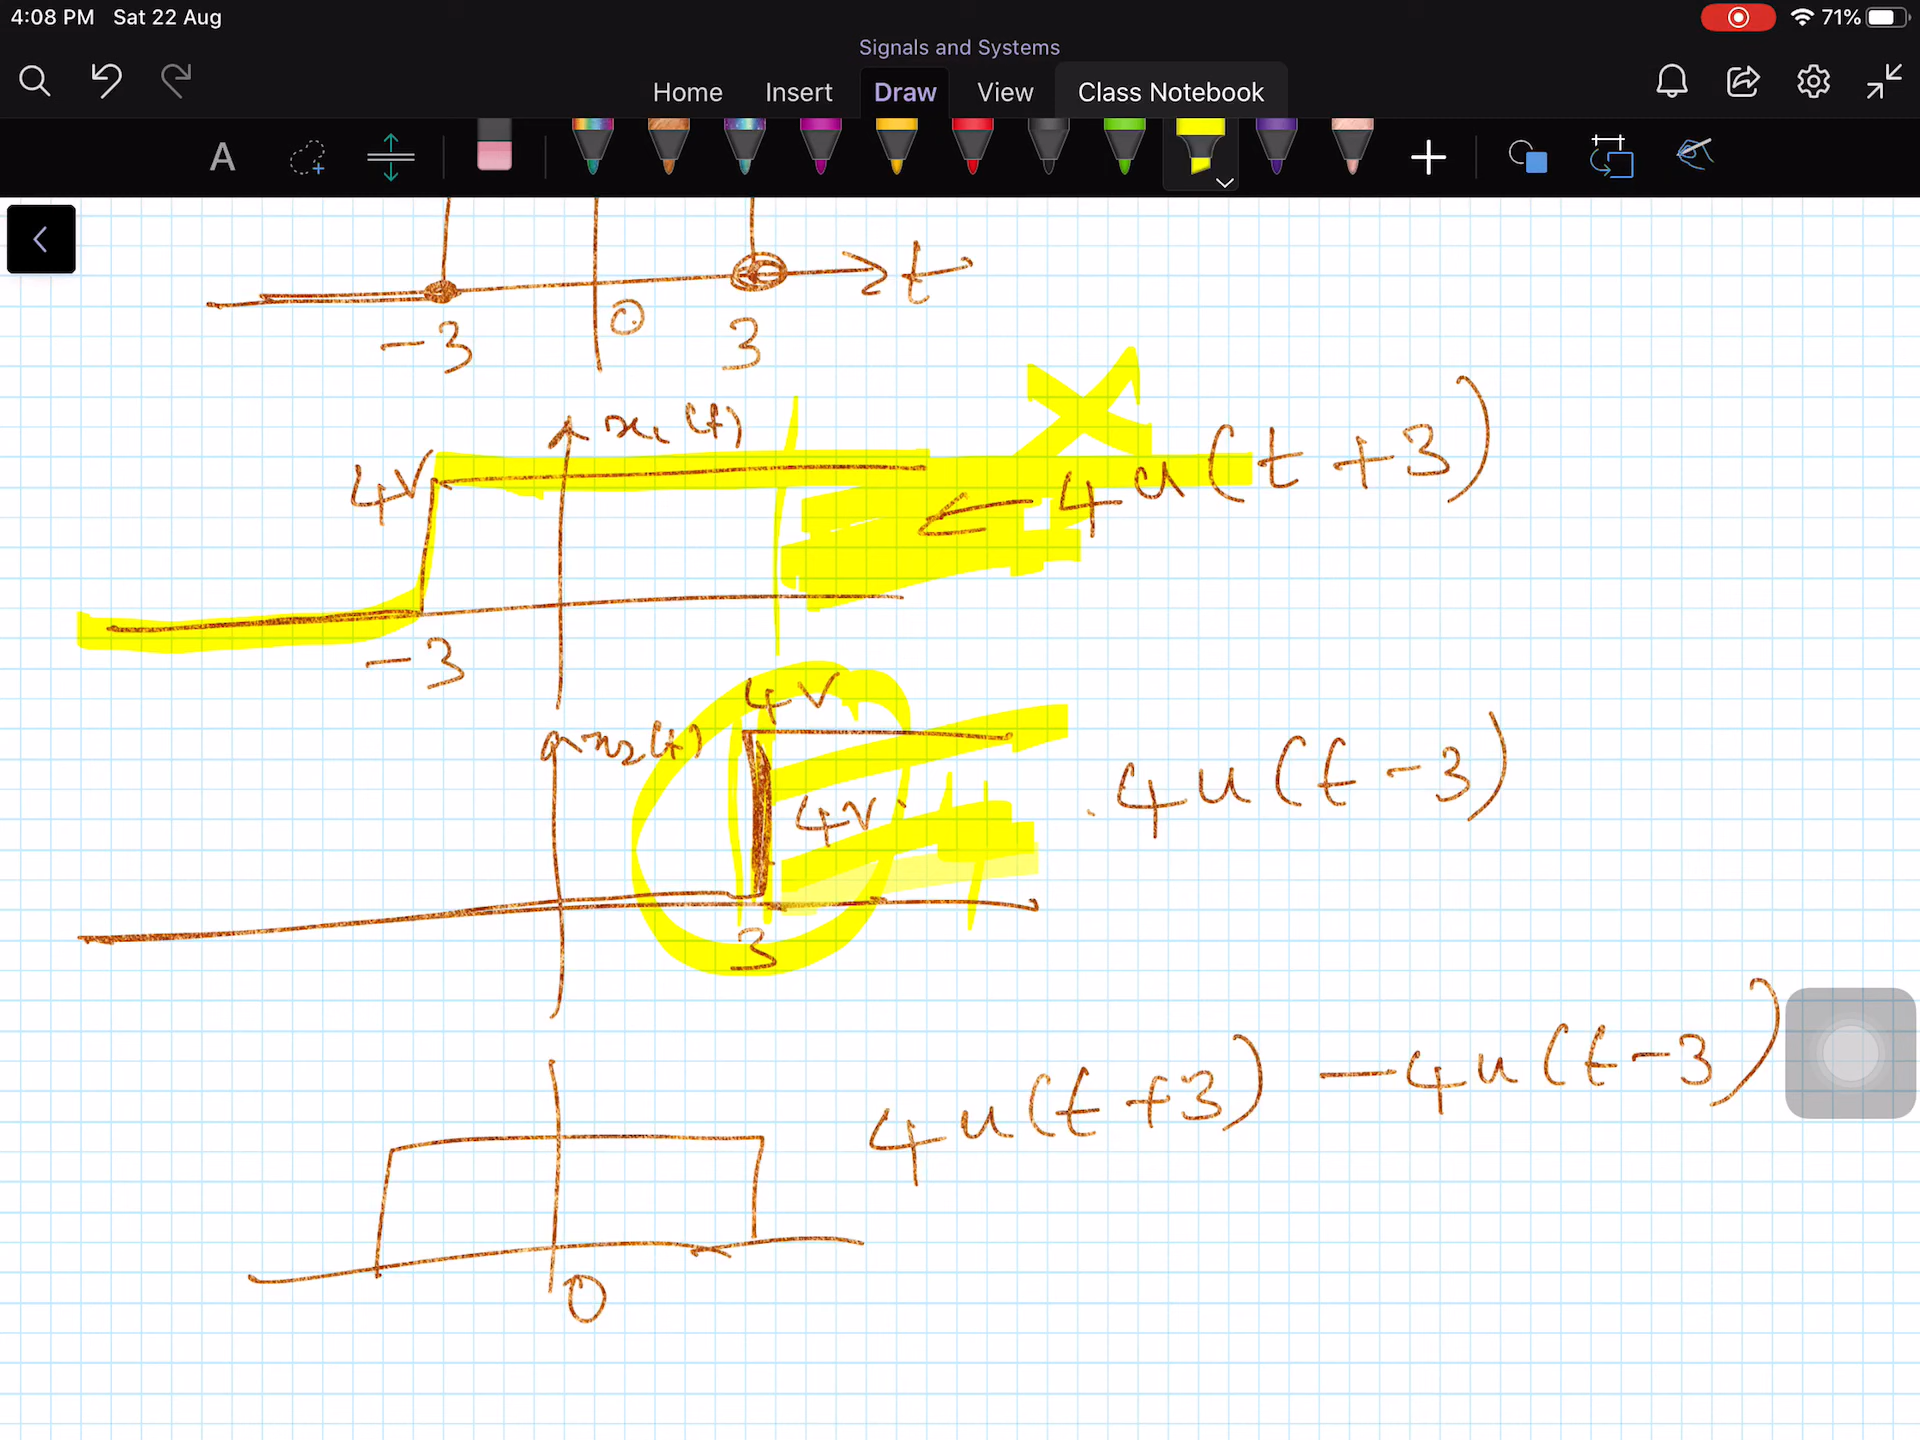 4:08 PM Sat 22 Aug
71%
Signals and Systems
Home Insert Draw View Class Notebook
A
t
-3 0 3
x₁(t)
4V
4u(t+3)
-3
4V
x₂(t)
4V
4u(t-3)
3
4u(t+3) -4u(t-3)
0